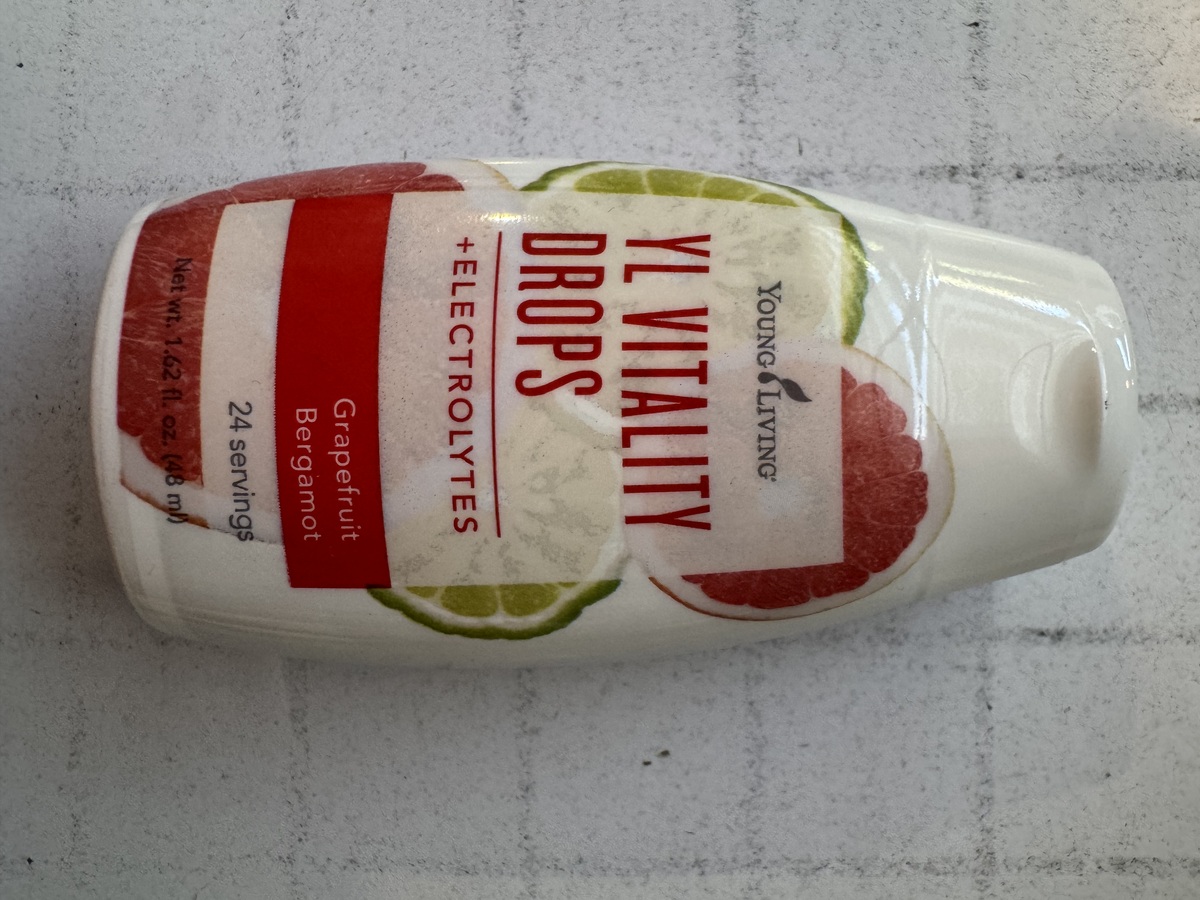 YOUNG LIVING®
YL VITALITY
DROPS
+ELECTROLYTES
Grapefruit
Bergamot
24 servings
Net wt. 1.62 fl. oz. (48 ml)